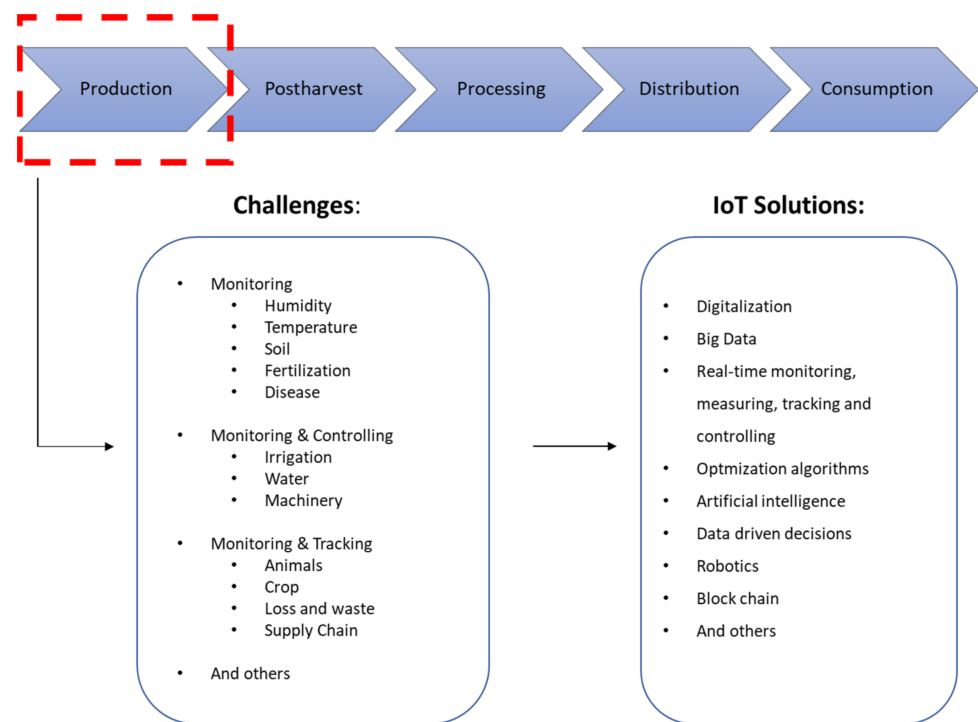 Production
Postharvest
Processing
Distribution
Consumption
Challenges:
• Monitoring
• Humidity
• Temperature
• Soil
• Fertilization
• Disease
• Monitoring & Controlling
• Irrigation
• Water
• Machinery
• Monitoring & Tracking
• Animals
• Crop
• Loss and waste
• Supply Chain
• And others
IoT Solutions:
• Digitalization
• Big Data
• Real-time monitoring,
measuring, tracking and
controlling
• Optmization algorithms
• Artificial intelligence
• Data driven decisions
• Robotics
• Block chain
• And others